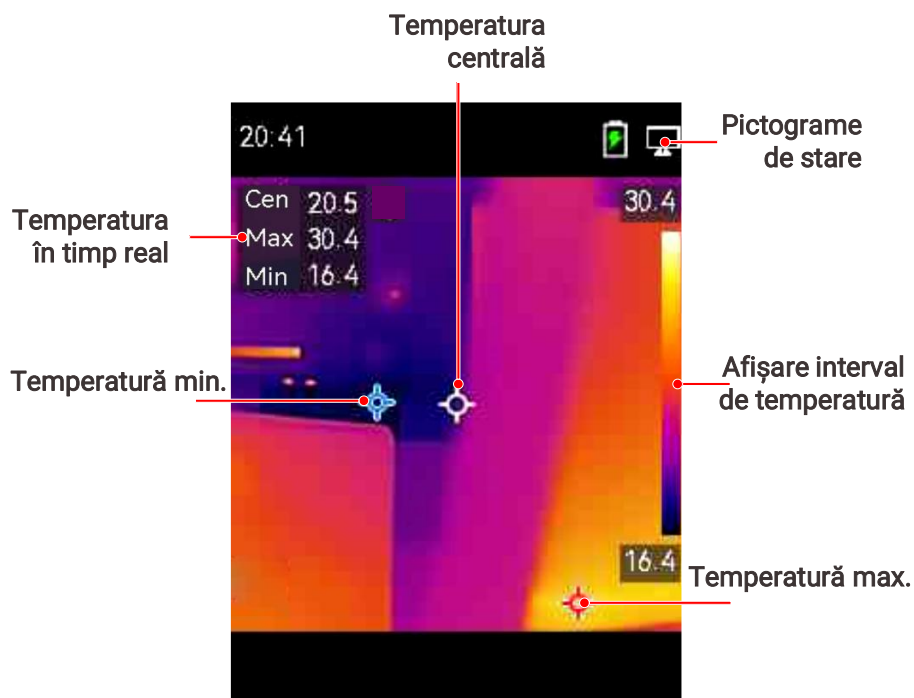 Temperatura
centrală
20:41
Pictograme
de stare
Cen 20.5
Max 30.4
Min 16.4
30.4
Temperatura
în timp real
Temperatură min.
Afișare interval
de temperatură
16.4
Temperatură max.